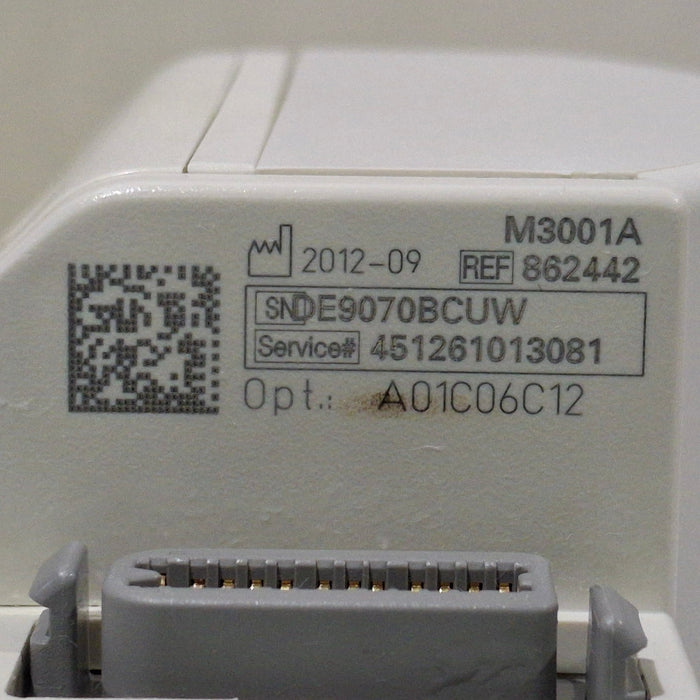 M3001A
2012-09 REF 862442
SN DE9070BCUW
Service# 451261013081
Opt.: A01C06C12